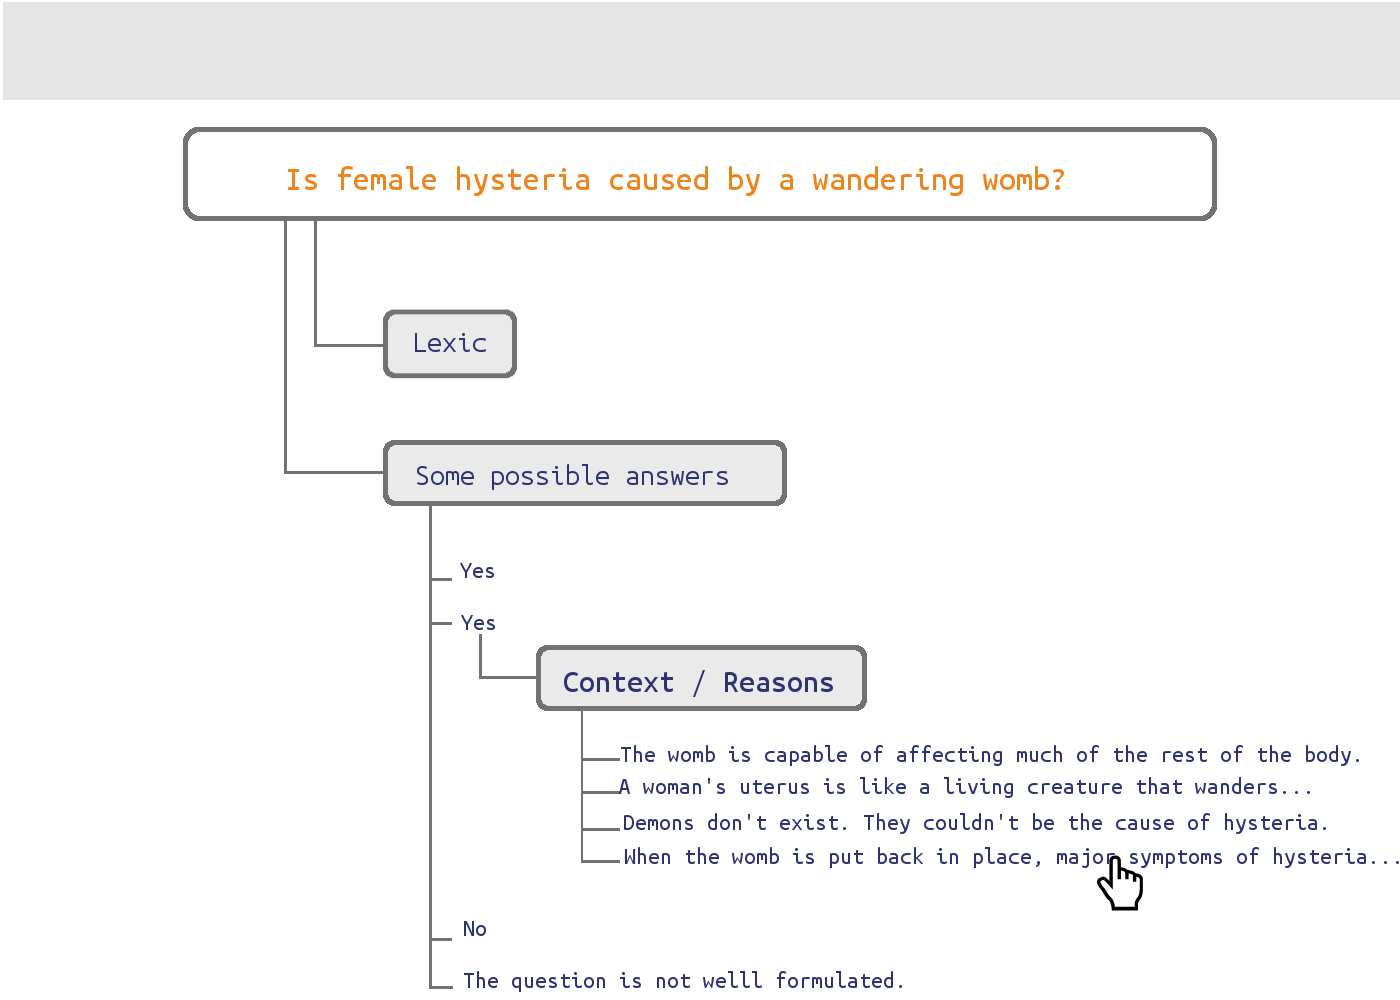 Is female hysteria caused by a wandering womb?
Lexic
Some possible answers
Yes
Yes
Context / Reasons
The womb is capable of affecting much of the rest of the body.
A woman's uterus is like a living creature that wanders...
Demons don't exist. They couldn't be the cause of hysteria.
When the womb is put back in place, major symptoms of hysteria...
No
The question is not welll formulated.